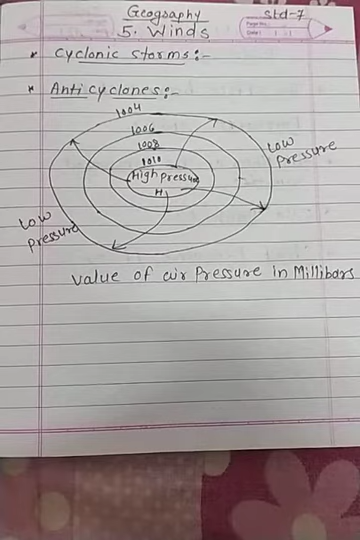 Geography
Std-7
5. Winds
Page No.:
Date:
* Cyclonic storms:-
* Anti cyclones:-
1004
1006
1008
1010
High pressure
H
Low
pressure
Low
pressure
value of air pressure in Millibars